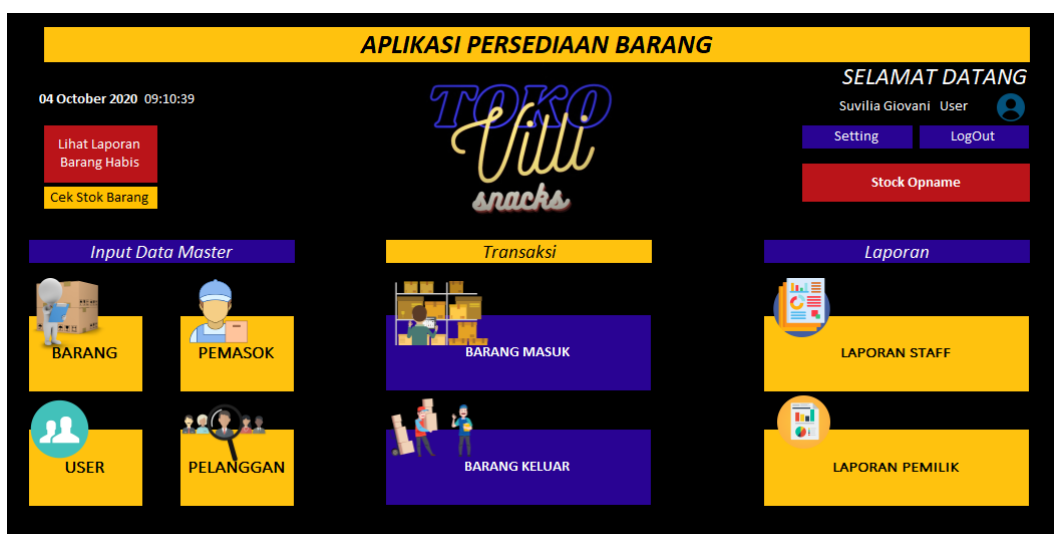 APLIKASI PERSEDIAAN BARANG
04 October 2020 09:10:39
Lihat Laporan
Barang Habis
Cek Stok Barang
TOKO
Villi
snacks
SELAMAT DATANG
Suvilia Giovani User
Setting
LogOut
Stock Opname
Input Data Master
BARANG
PEMASOK
USER
PELANGGAN
Transaksi
BARANG MASUK
BARANG KELUAR
Laporan
LAPORAN STAFF
LAPORAN PEMILIK